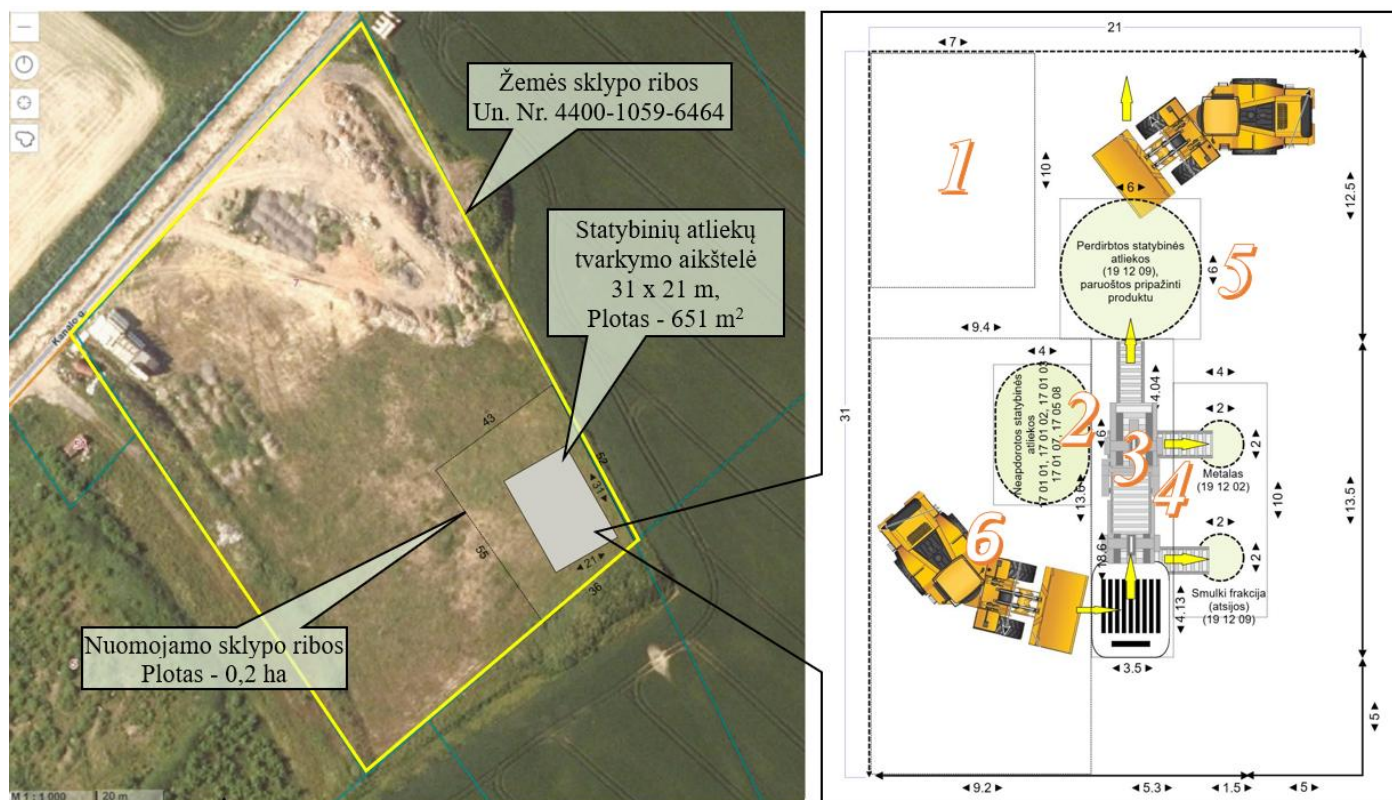 Žemės sklypo ribos
Un. Nr. 4400-1059-6464
Statybinių atliekų
tvarkymo aikštelė
31 x 21 m,
Plotas - 651 m²
Kanalo g.
43
52
31
21
55
36
Nuomojamo sklypo ribos
Plotas - 0,2 ha
M 1 : 1 000
20 m
21
7
1
10
6
12.5
Perdirbtos statybinės
atliekos
(19 12 09),
paruoštos pripažinti
produktu
6
5
9.4
31
4
4
Neapdorotos statybinės
atliekos
17 01 01, 17 01 02, 17 01 03
17 01 07, 17 05 08
2
6
3
4.04
2
2
Metalas
(19 12 02)
4
10
13.5
13.6
6
18.6
2
2
Smulki frakcija
(atsijos)
(19 12 09)
4.13
3.5
5
9.2
5.3
1.5
5